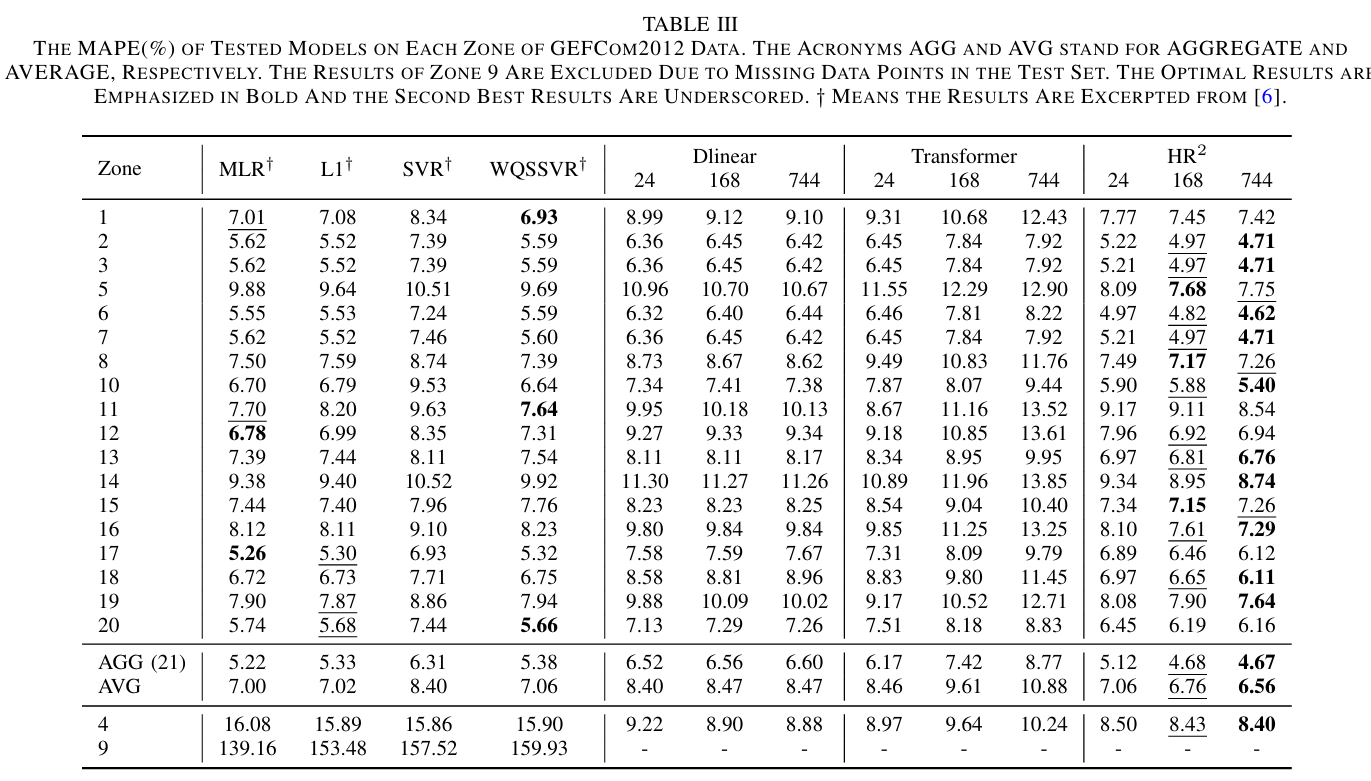 TABLE III
THE MAPE(%) OF TESTED MODELS ON EACH ZONE OF GEFCOM2012 DATA. THE ACRONYMS AGG AND AVG STAND FOR AGGREGATE AND
AVERAGE, RESPECTIVELY. THE RESULTS OF ZONE 9 ARE EXCLUDED DUE TO MISSING DATA POINTS IN THE TEST SET. THE OPTIMAL RESULTS ARE
EMPHASIZED IN BOLD AND THE SECOND BEST RESULTS ARE UNDERSCORED. † MEANS THE RESULTS ARE EXCERPTED FROM [6].
Zone MLR† L1† SVR† WQSSVR† Dlinear Transformer HR²
24 168 744 24 168 744 24 168 744
1 7.01 7.08 8.34 6.93 8.99 9.12 9.10 9.31 10.68 12.43 7.77 7.45 7.42
2 5.62 5.52 7.39 5.59 6.36 6.45 6.42 6.45 7.84 7.92 5.22 4.97 4.71
3 5.62 5.52 7.39 5.59 6.36 6.45 6.42 6.45 7.84 7.92 5.21 4.97 4.71
5 9.88 9.64 10.51 9.69 10.96 10.70 10.67 11.55 12.29 12.90 8.09 7.68 7.75
6 5.55 5.53 7.24 5.59 6.32 6.40 6.44 6.46 7.81 8.22 4.97 4.82 4.62
7 5.62 5.52 7.46 5.60 6.36 6.45 6.42 6.45 7.84 7.92 5.21 4.97 4.71
8 7.50 7.59 8.74 7.39 8.73 8.67 8.62 9.49 10.83 11.76 7.49 7.17 7.26
10 6.70 6.79 9.53 6.64 7.34 7.41 7.38 7.87 8.07 9.44 5.90 5.88 5.40
11 7.70 8.20 9.63 7.64 9.95 10.18 10.13 8.67 11.16 13.52 9.17 9.11 8.54
12 6.78 6.99 8.35 7.31 9.27 9.33 9.34 9.18 10.85 13.61 7.96 6.92 6.94
13 7.39 7.44 8.11 7.54 8.11 8.11 8.17 8.34 8.95 9.95 6.97 6.81 6.76
14 9.38 9.40 10.52 9.92 11.30 11.27 11.26 10.89 11.96 13.85 9.34 8.95 8.74
15 7.44 7.40 7.96 7.76 8.23 8.23 8.25 8.54 9.04 10.40 7.34 7.15 7.26
16 8.12 8.11 9.10 8.23 9.80 9.84 9.84 9.85 11.25 13.25 8.10 7.61 7.29
17 5.26 5.30 6.93 5.32 7.58 7.59 7.67 7.31 8.09 9.79 6.89 6.46 6.12
18 6.72 6.73 7.71 6.75 8.58 8.81 8.96 8.83 9.80 11.45 6.97 6.65 6.11
19 7.90 7.87 8.86 7.94 9.88 10.09 10.02 9.17 10.52 12.71 8.08 7.90 7.64
20 5.74 5.68 7.44 5.66 7.13 7.29 7.26 7.51 8.18 8.83 6.45 6.19 6.16
AGG (21) 5.22 5.33 6.31 5.38 6.52 6.56 6.60 6.17 7.42 8.77 5.12 4.68 4.67
AVG 7.00 7.02 8.40 7.06 8.40 8.47 8.47 8.46 9.61 10.88 7.06 6.76 6.56
4 16.08 15.89 15.86 15.90 9.22 8.90 8.88 8.97 9.64 10.24 8.50 8.43 8.40
9 139.16 153.48 157.52 159.93 - - - - - - - - -